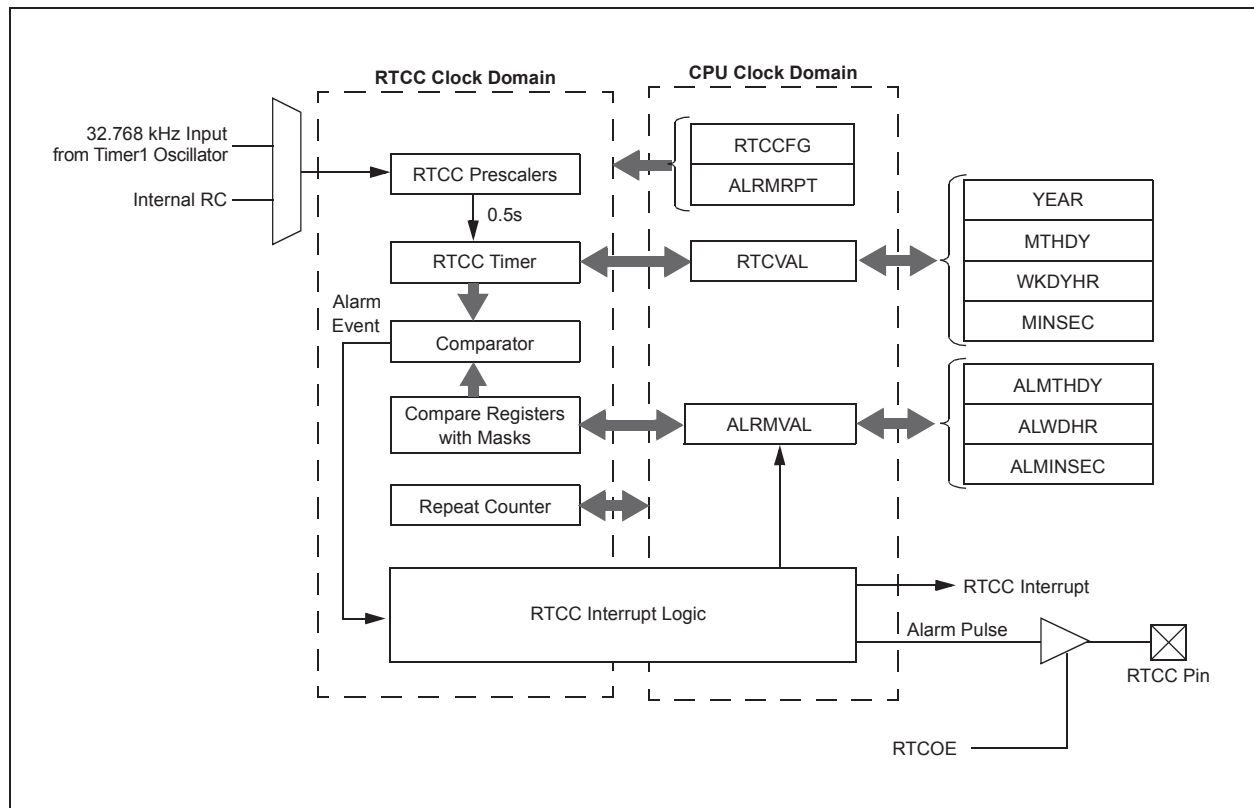 RTCC Clock Domain
CPU Clock Domain
32.768 kHz Input
from Timer1 Oscillator
Internal RC
RTCC Prescalers
0.5s
RTCC Timer
Alarm
Event
Comparator
Compare Registers
with Masks
Repeat Counter
RTCC Interrupt Logic
RTCCFG
ALRMRPT
RTCVAL
ALRMVAL
YEAR
MTHDY
WKDYHR
MINSEC
ALMTHDY
ALWDHR
ALMINSEC
RTCC Interrupt
Alarm Pulse
RTCC Pin
RTCOE